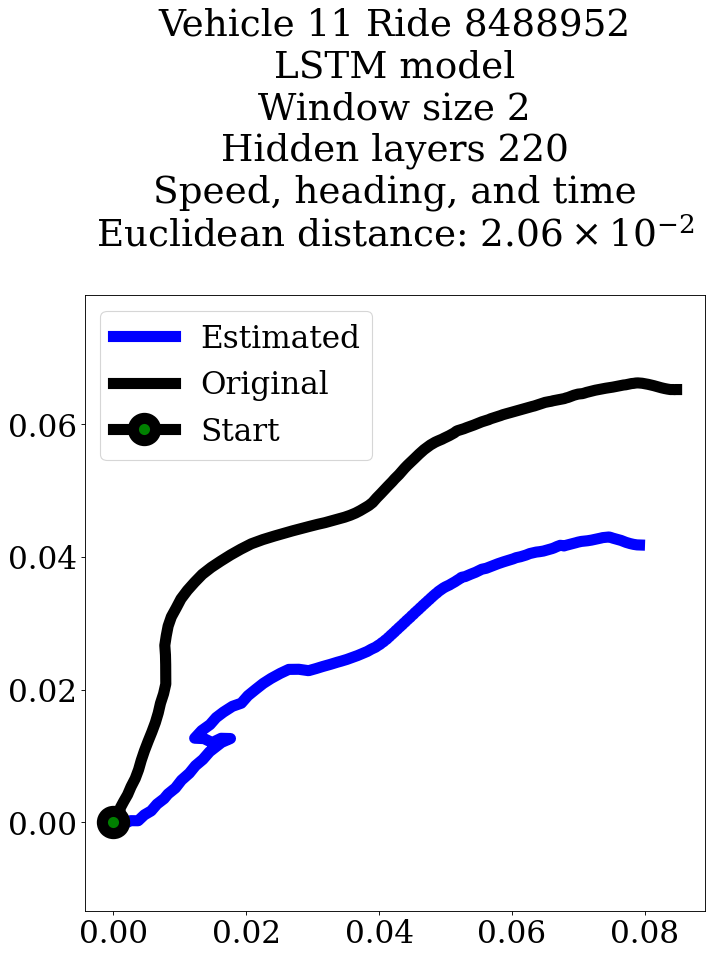 Vehicle 11 Ride 8488952
LSTM model
Window size 2
Hidden layers 220
Speed, heading, and time
Euclidean distance: 2.06 × 10⁻²
Estimated
Original
Start
0.06
0.04
0.02
0.00
0.00 0.02 0.04 0.06 0.08